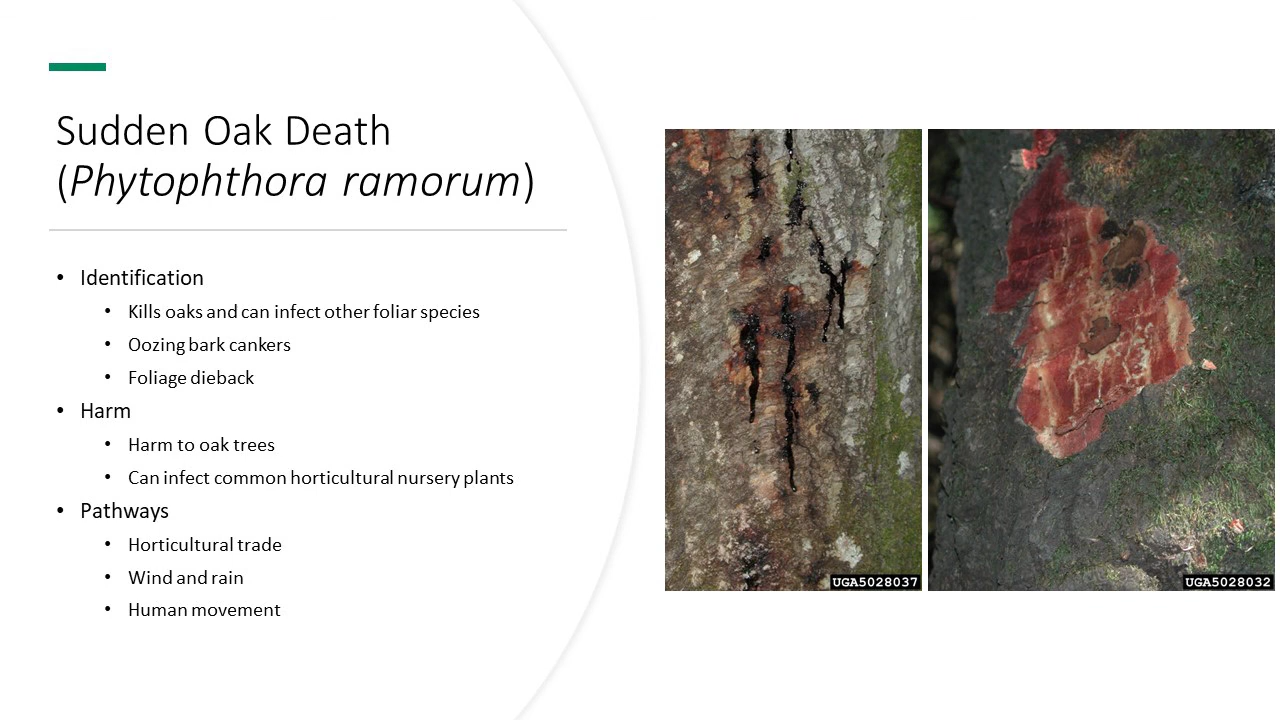 Sudden Oak Death
(Phytophthora ramorum)
• Identification
• Kills oaks and can infect other foliar species
• Oozing bark cankers
• Foliage dieback
• Harm
• Harm to oak trees
• Can infect common horticultural nursery plants
• Pathways
• Horticultural trade
• Wind and rain
• Human movement
UGA5028037
UGA5028032